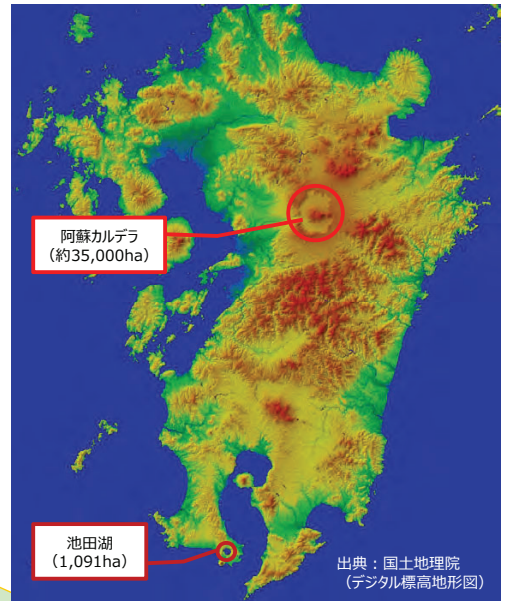 阿蘇カルデラ
（約35,000ha）
池田湖
（1,091ha）
出典：国土地理院
（デジタル標高地形図）